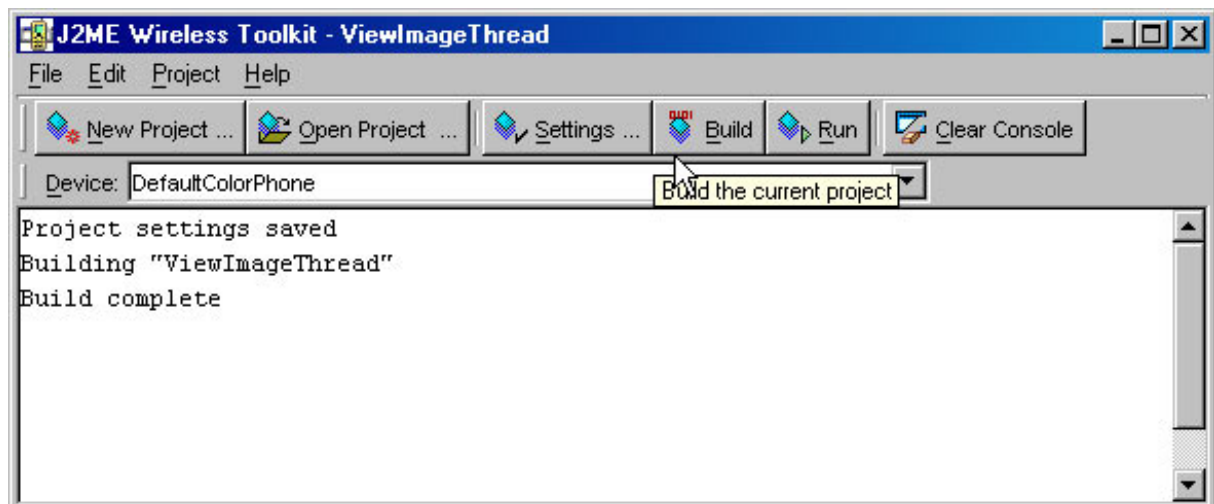 J2ME Wireless Toolkit - ViewImageThread
File Edit Project Help
New Project ... Open Project ... Settings ... Build Run Clear Console
Device: DefaultColorPhone
Build the current project
Project settings saved
Building "ViewImageThread"
Build complete